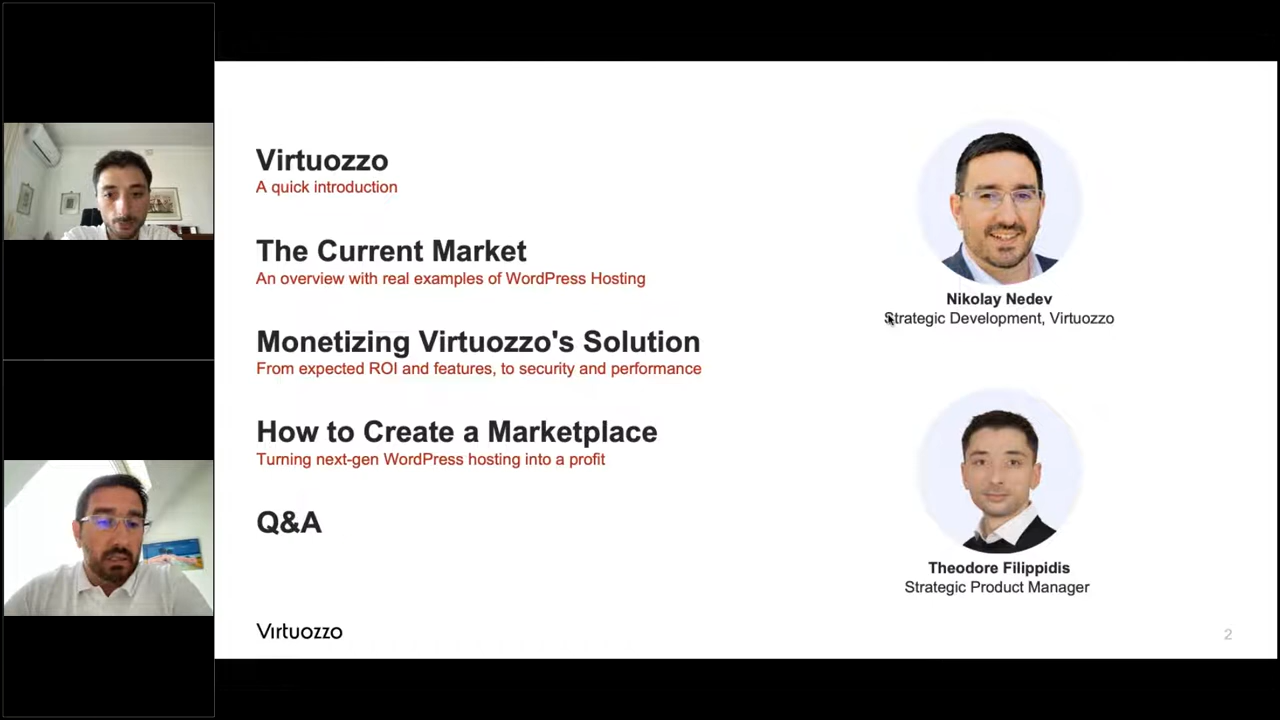 Virtuozzo
A quick introduction
The Current Market
An overview with real examples of WordPress Hosting
Monetizing Virtuozzo's Solution
From expected ROI and features, to security and performance
How to Create a Marketplace
Turning next-gen WordPress hosting into a profit
Q&A
Nikolay Nedev
Strategic Development, Virtuozzo
Theodore Filippidis
Strategic Product Manager
Virtuozzo
2